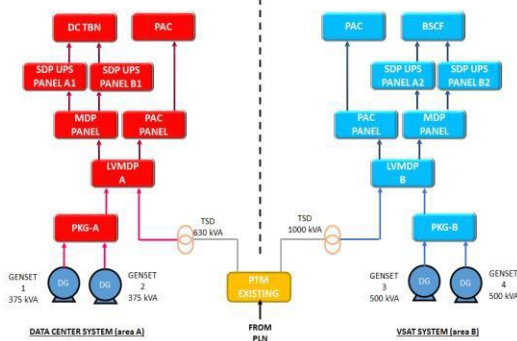 DC TBN
PAC
PAC
BSCF
SDP UPS
PANEL A1
SDP UPS
PANEL B1
SDP UPS
PANEL A2
SDP UPS
PANEL B2
MDP
PANEL
PAC
PANEL
PAC
PANEL
MDP
PANEL
LVMDP
A
LVMDP
B
TSD
630 kVA
TSD
1000 kVA
PKG-A
PKG-B
GENSET
1
375 kVA
DG
DG
GENSET
2
375 kVA
PTM
EXISTING
GENSET
3
500 kVA
DG
DG
GENSET
4
500 kVA
FROM
PLN
DATA CENTER SYSTEM (area A)
VSAT SYSTEM (area B)